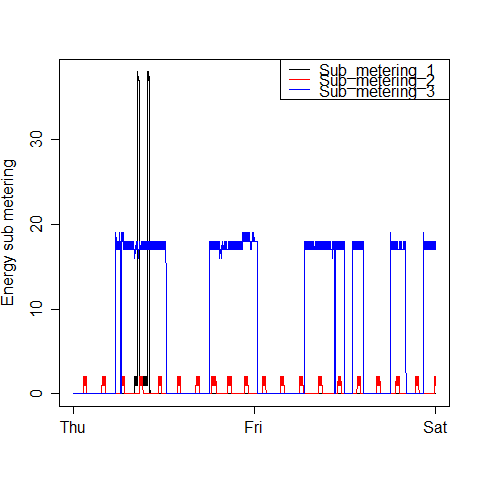 Sub_metering_1
Sub_metering_2
Sub_metering_3
Energy sub metering
30
20
10
0
Thu Fri Sat